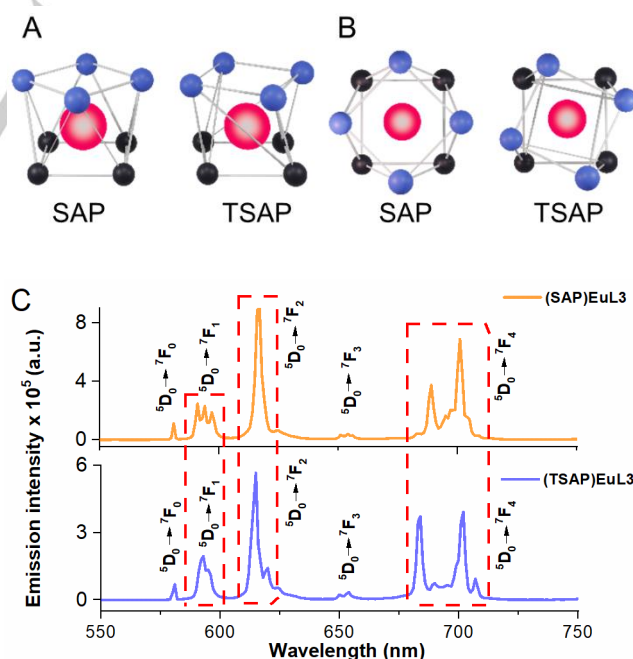 A
B
SAP
TSAP
SAP
TSAP
C
(SAP)EuL3
⁵D₀→⁷F₀
⁵D₀→⁷F₁
⁵D₀→⁷F₂
⁵D₀→⁷F₃
⁵D₀→⁷F₄
8
4
0
(TSAP)EuL3
⁵D₀→⁷F₀
⁵D₀→⁷F₁
⁵D₀→⁷F₂
⁵D₀→⁷F₃
⁵D₀→⁷F₄
6
3
0
Emission intensity x 10⁵ (a.u.)
550 600 650 700 750
Wavelength (nm)